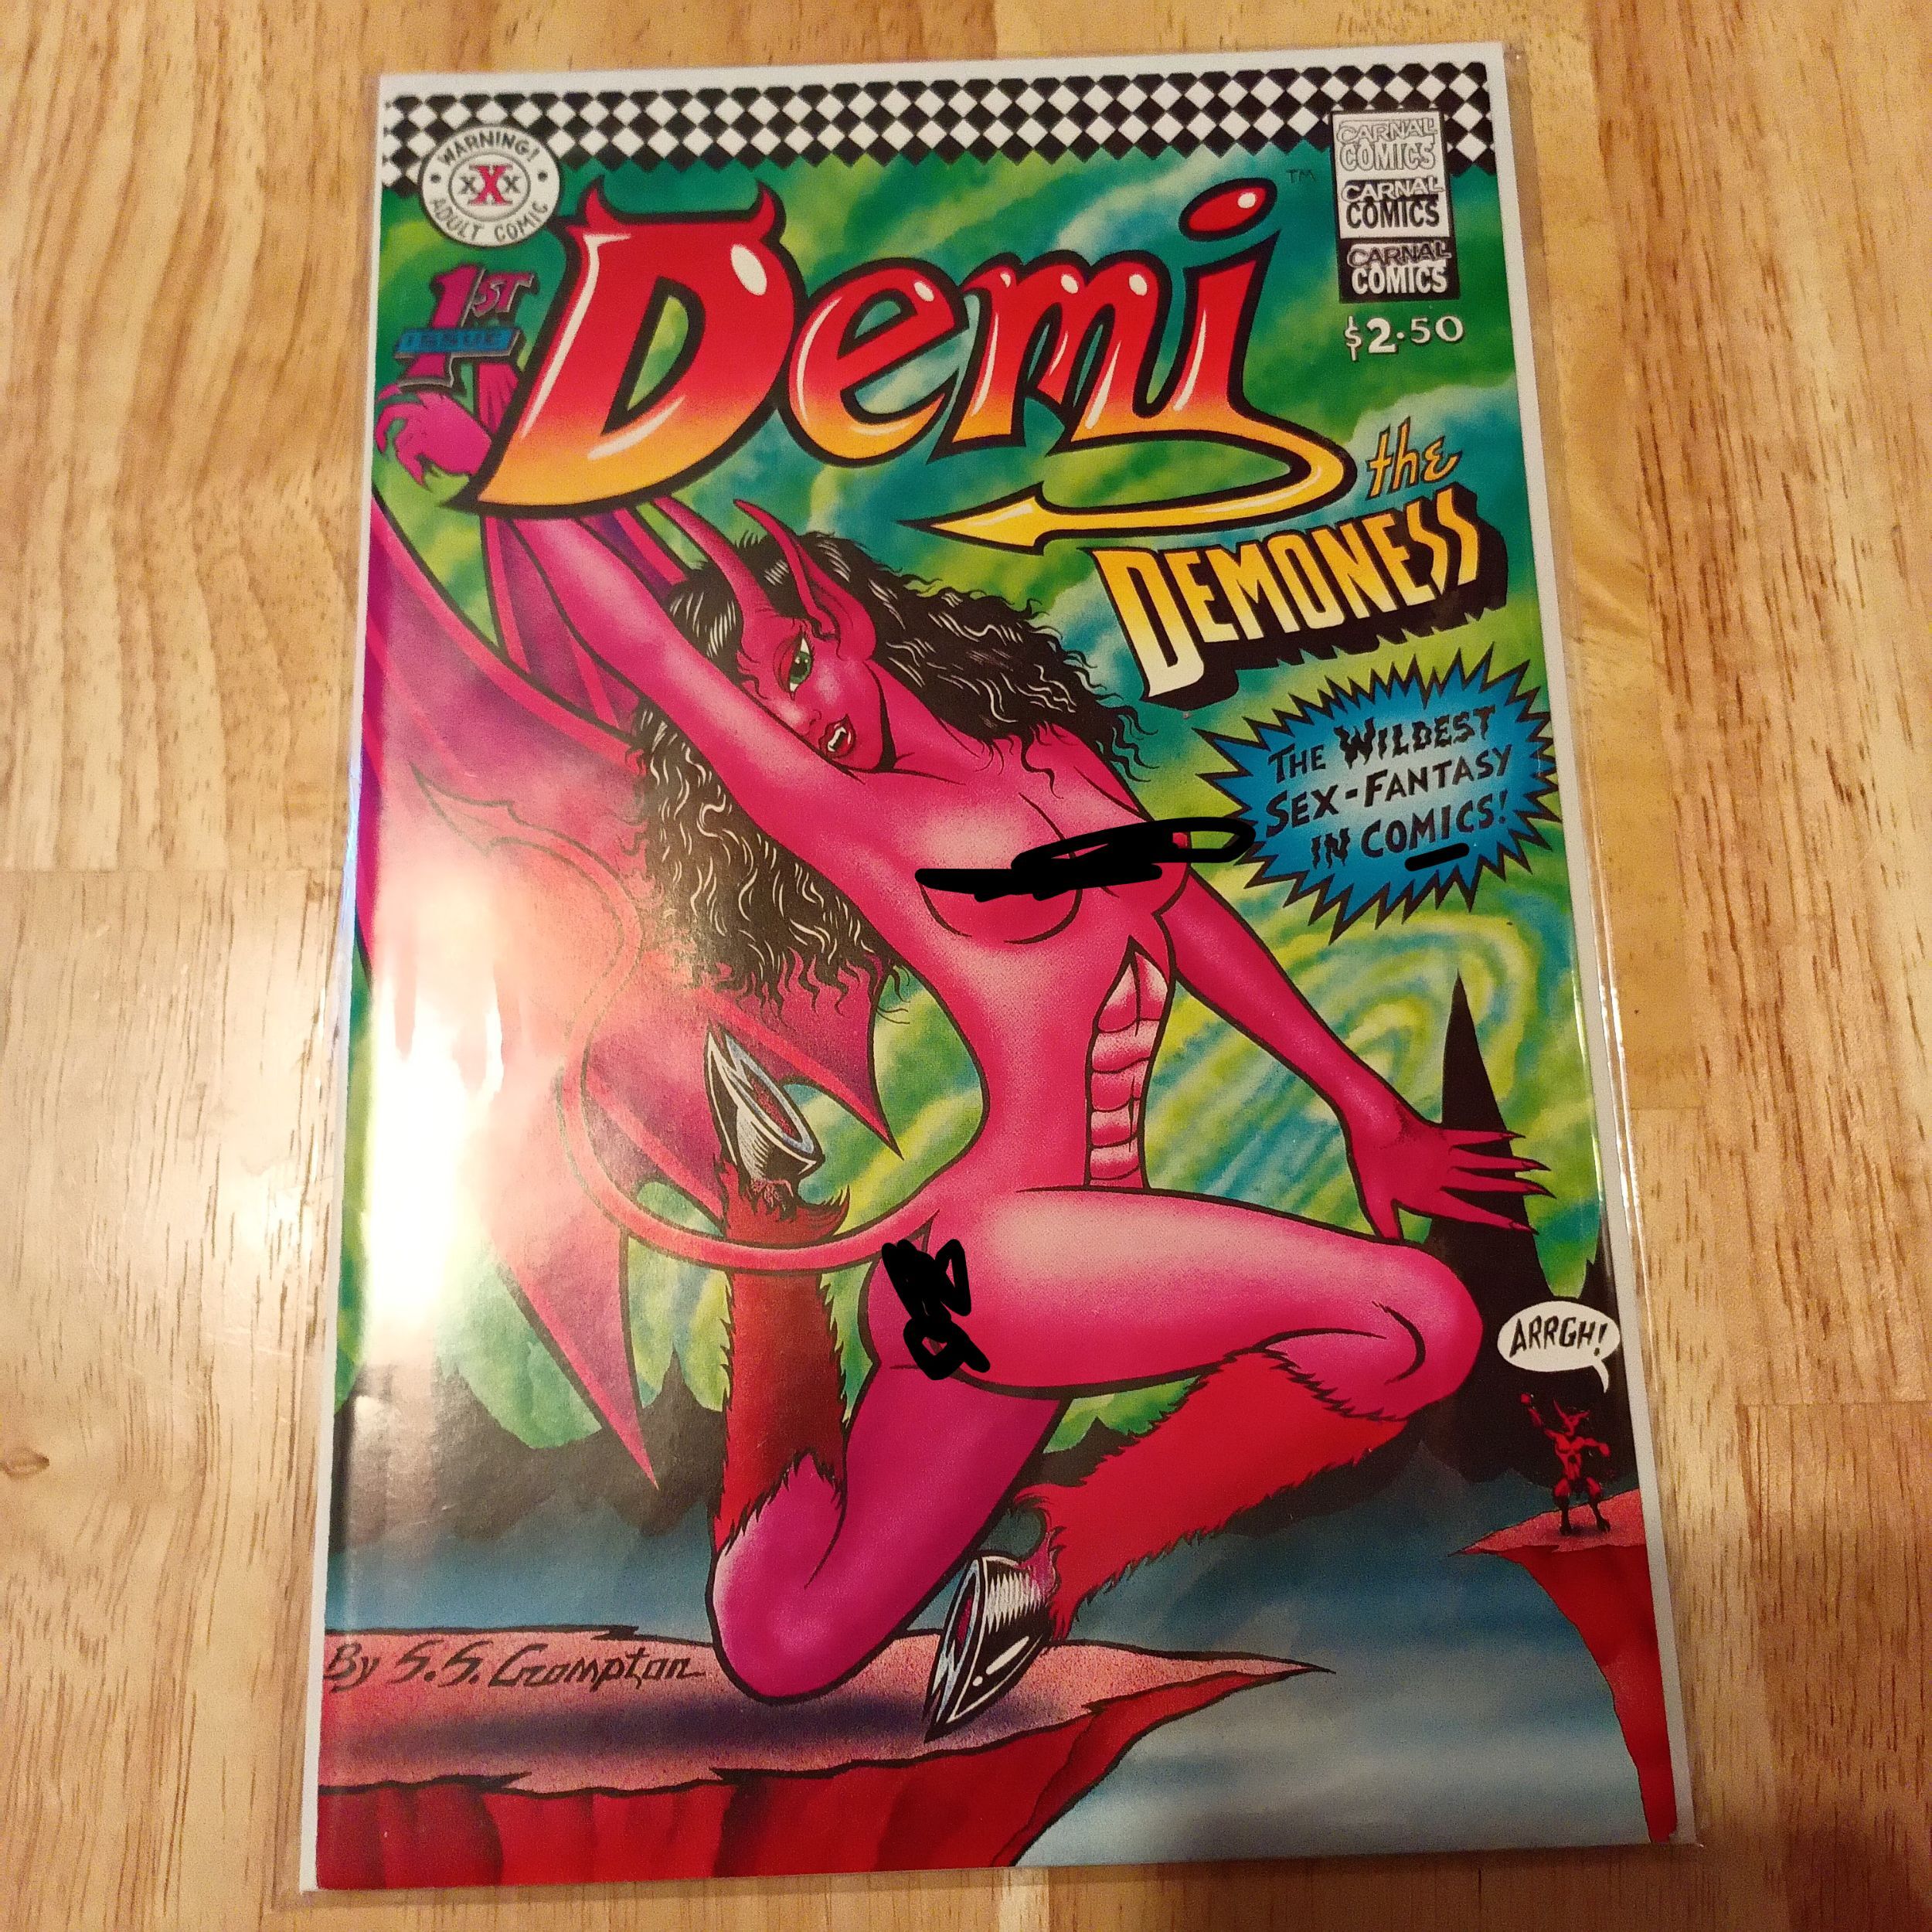 WARNING!
xXx
ADULT COMIC
CARNAL
COMICS
CARNAL
COMICS
CARNAL
COMICS
$2.50
1ST
ISSUE
Demi
TM
the
DEMONESS
THE WILDEST
SEX-FANTASY
IN COMICS!
ARRGH!
By S.S. Crompton